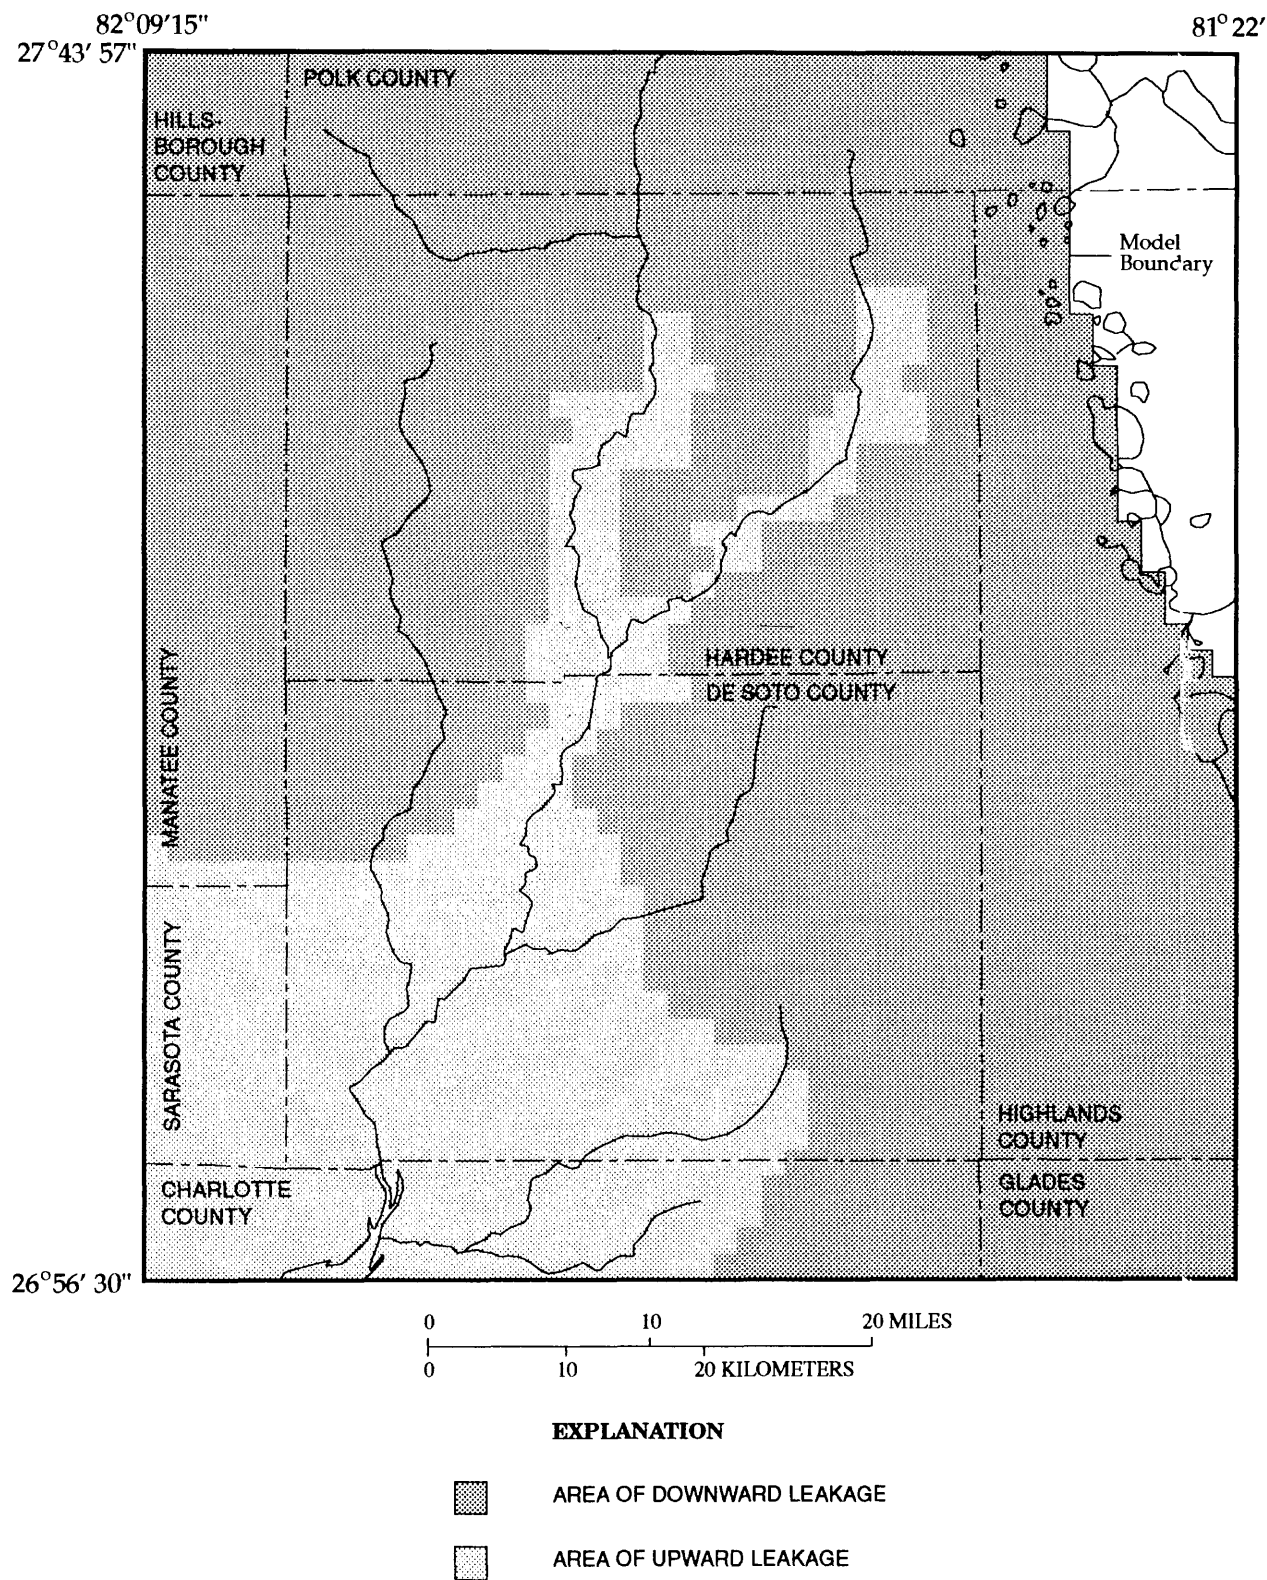 82°09'15"
81°22'
27°43'57"
POLK COUNTY
HILLS-
BOROUGH
COUNTY
Model
Boundary
HARDEE COUNTY
DE SOTO COUNTY
MANATEE COUNTY
SARASOTA COUNTY
HIGHLANDS
COUNTY
CHARLOTTE
COUNTY
GLADES
COUNTY
26°56'30"
0 10 20 MILES
0 10 20 KILOMETERS
EXPLANATION
AREA OF DOWNWARD LEAKAGE
AREA OF UPWARD LEAKAGE